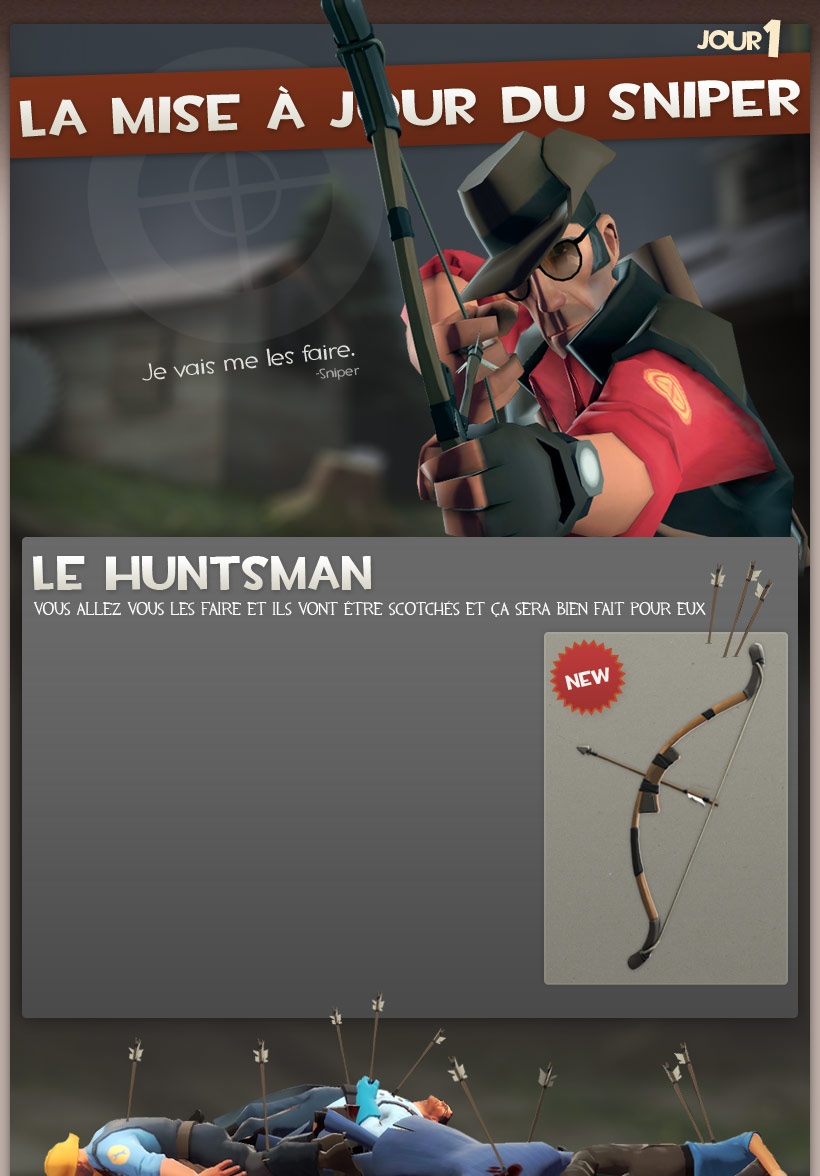 JOUR 1
LA MISE À JOUR DU SNIPER
Je vais me les faire.
-Sniper
LE HUNTSMAN
VOUS ALLEZ VOUS LES FAIRE ET ILS VONT ÊTRE SCOTCHÉS ET ÇA SERA BIEN FAIT POUR EUX
NEW